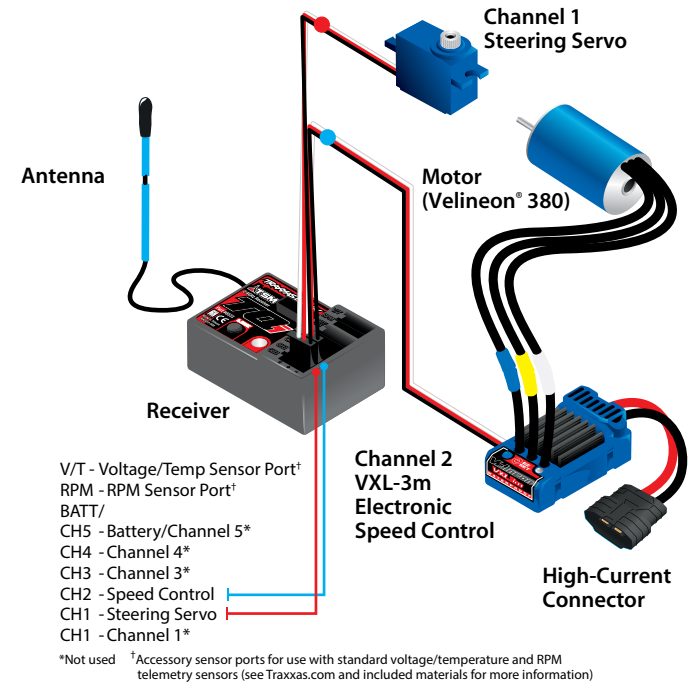 Channel 1
Steering Servo
Antenna
Motor
(Velineon® 380)
TSM
Receiver
Channel 2
VXL-3m
Electronic
Speed Control
Velineon
High-Current
Connector
V/T - Voltage/Temp Sensor Port†
RPM - RPM Sensor Port†
BATT/
CH5 - Battery/Channel 5*
CH4 - Channel 4*
CH3 - Channel 3*
CH2 - Speed Control
CH1 - Steering Servo
CH1 - Channel 1*
*Not used †Accessory sensor ports for use with standard voltage/temperature and RPM
telemetry sensors (see Traxxas.com and included materials for more information)